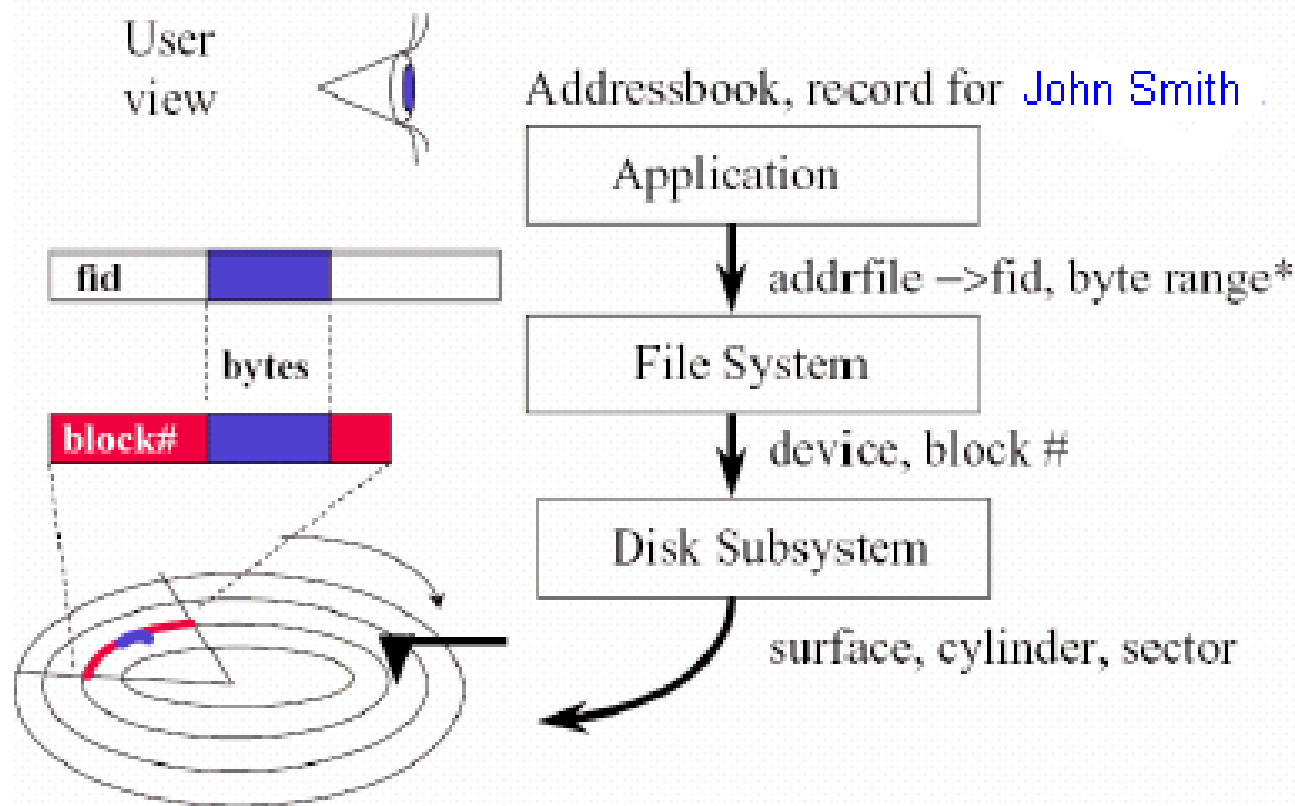 User
view
Addressbook, record for John Smith .
Application
fid
addrfile –>fid, byte range*
bytes
File System
block#
device, block #
Disk Subsystem
surface, cylinder, sector